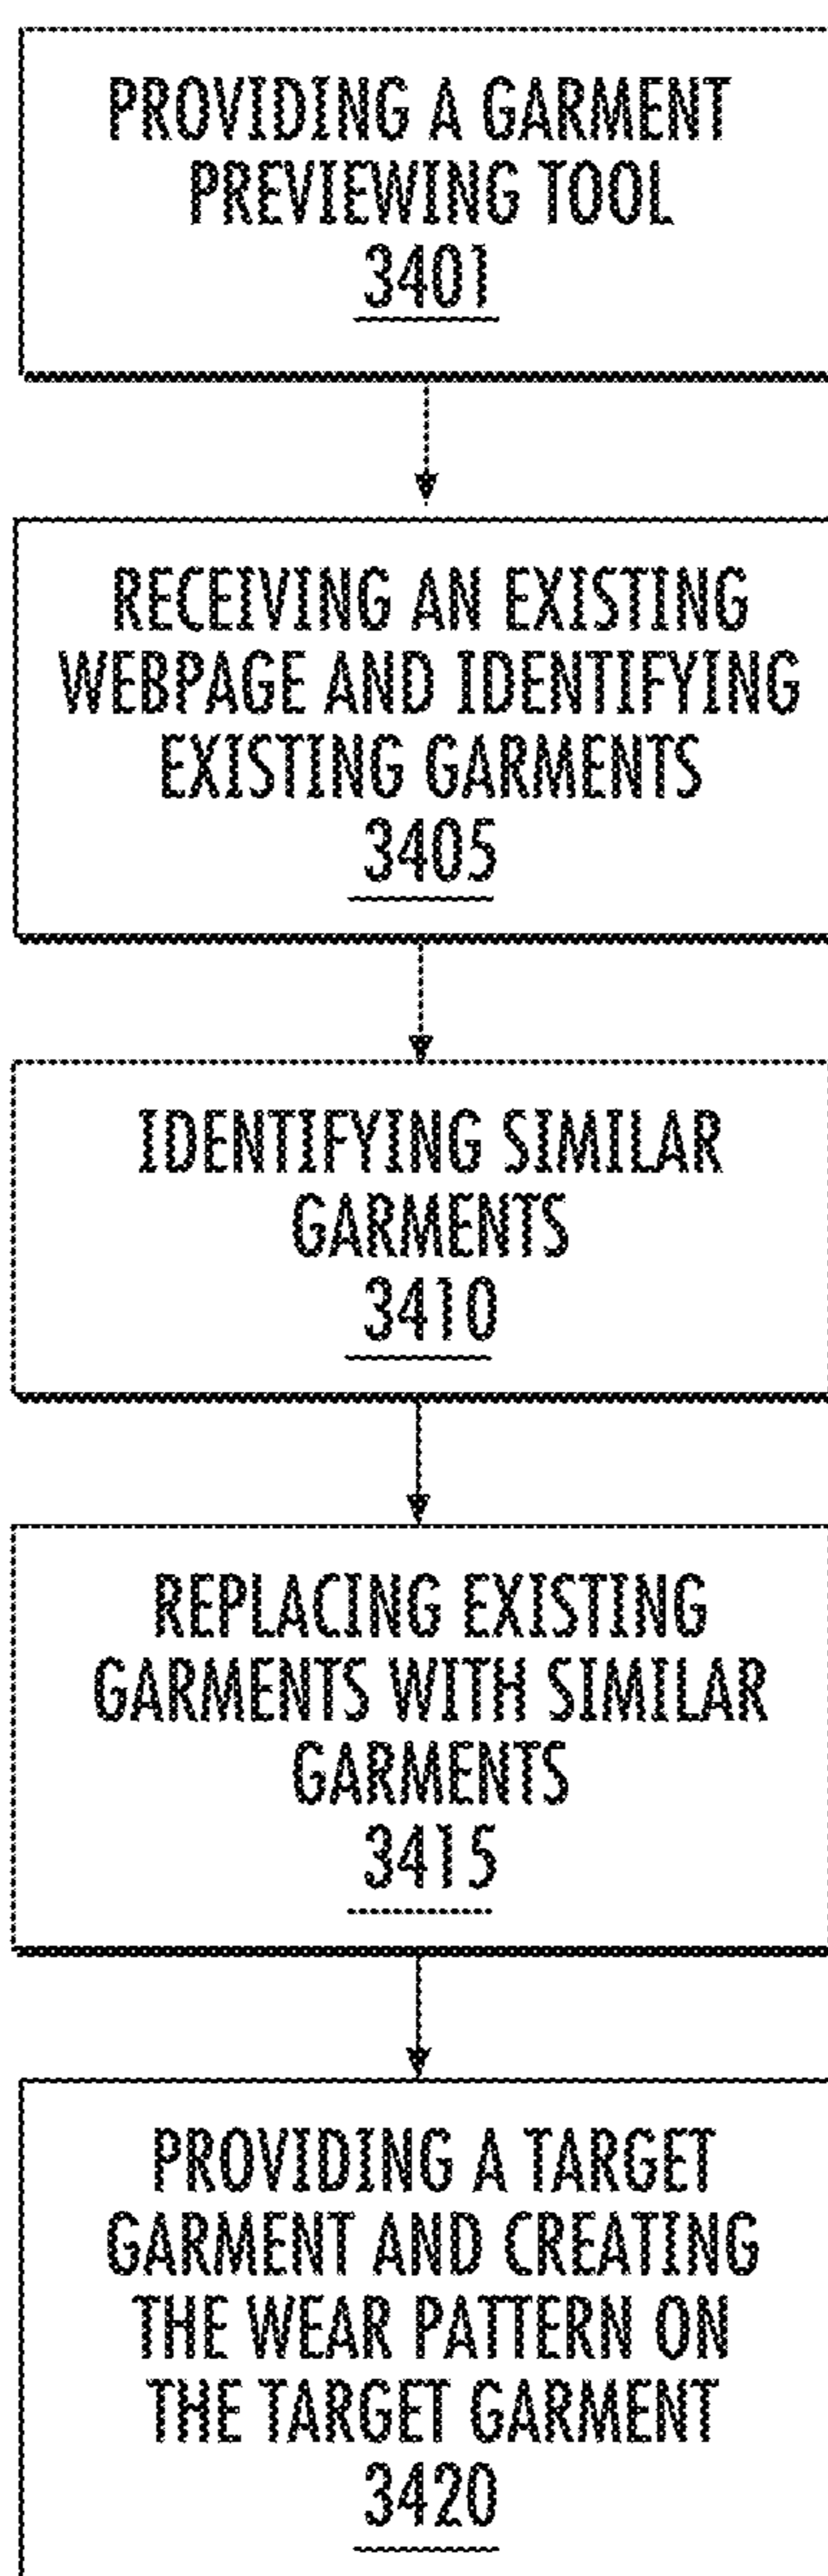 PROVIDING A GARMENT
PREVIEWING TOOL
3401
RECEIVING AN EXISTING
WEBPAGE AND IDENTIFYING
EXISTING GARMENTS
3405
IDENTIFYING SIMILAR
GARMENTS
3410
REPLACING EXISTING
GARMENTS WITH SIMILAR
GARMENTS
3415
PROVIDING A TARGET
GARMENT AND CREATING
THE WEAR PATTERN ON
THE TARGET GARMENT
3420